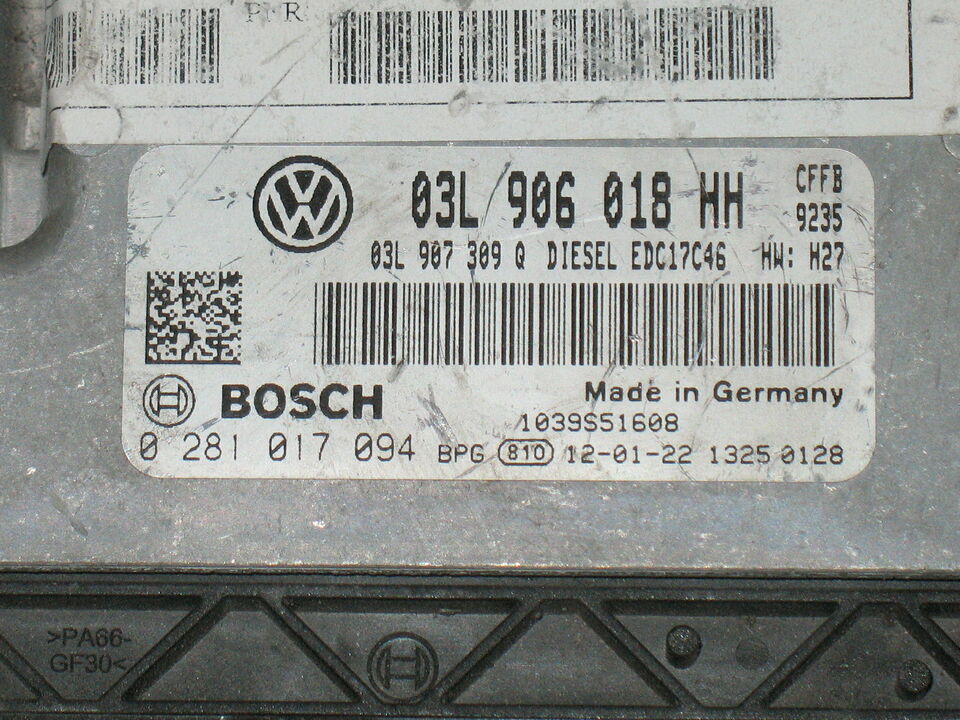 03L 906 018 HH
CFFB
9235
03L 907 309 Q DIESEL EDC17C46 HW: H27
BOSCH
Made in Germany
1039S51608
0 281 017 094 BPG 810 12-01-22 1325 0128
>PA66-
GF30<